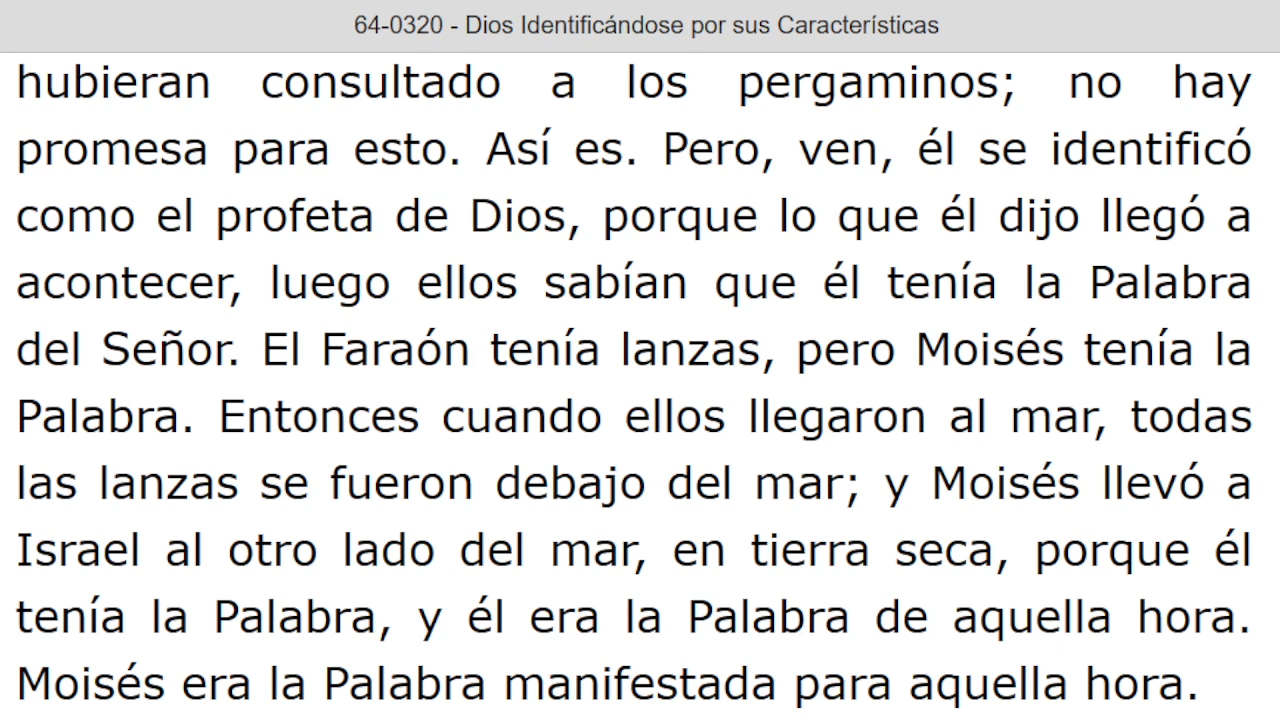 64-0320 - Dios Identificándose por sus Características
hubieran consultado a los pergaminos; no hay
promesa para esto. Así es. Pero, ven, él se identificó
como el profeta de Dios, porque lo que él dijo llegó a
acontecer, luego ellos sabían que él tenía la Palabra
del Señor. El Faraón tenía lanzas, pero Moisés tenía la
Palabra. Entonces cuando ellos llegaron al mar, todas
las lanzas se fueron debajo del mar; y Moisés llevó a
Israel al otro lado del mar, en tierra seca, porque él
tenía la Palabra, y él era la Palabra de aquella hora.
Moisés era la Palabra manifestada para aquella hora.